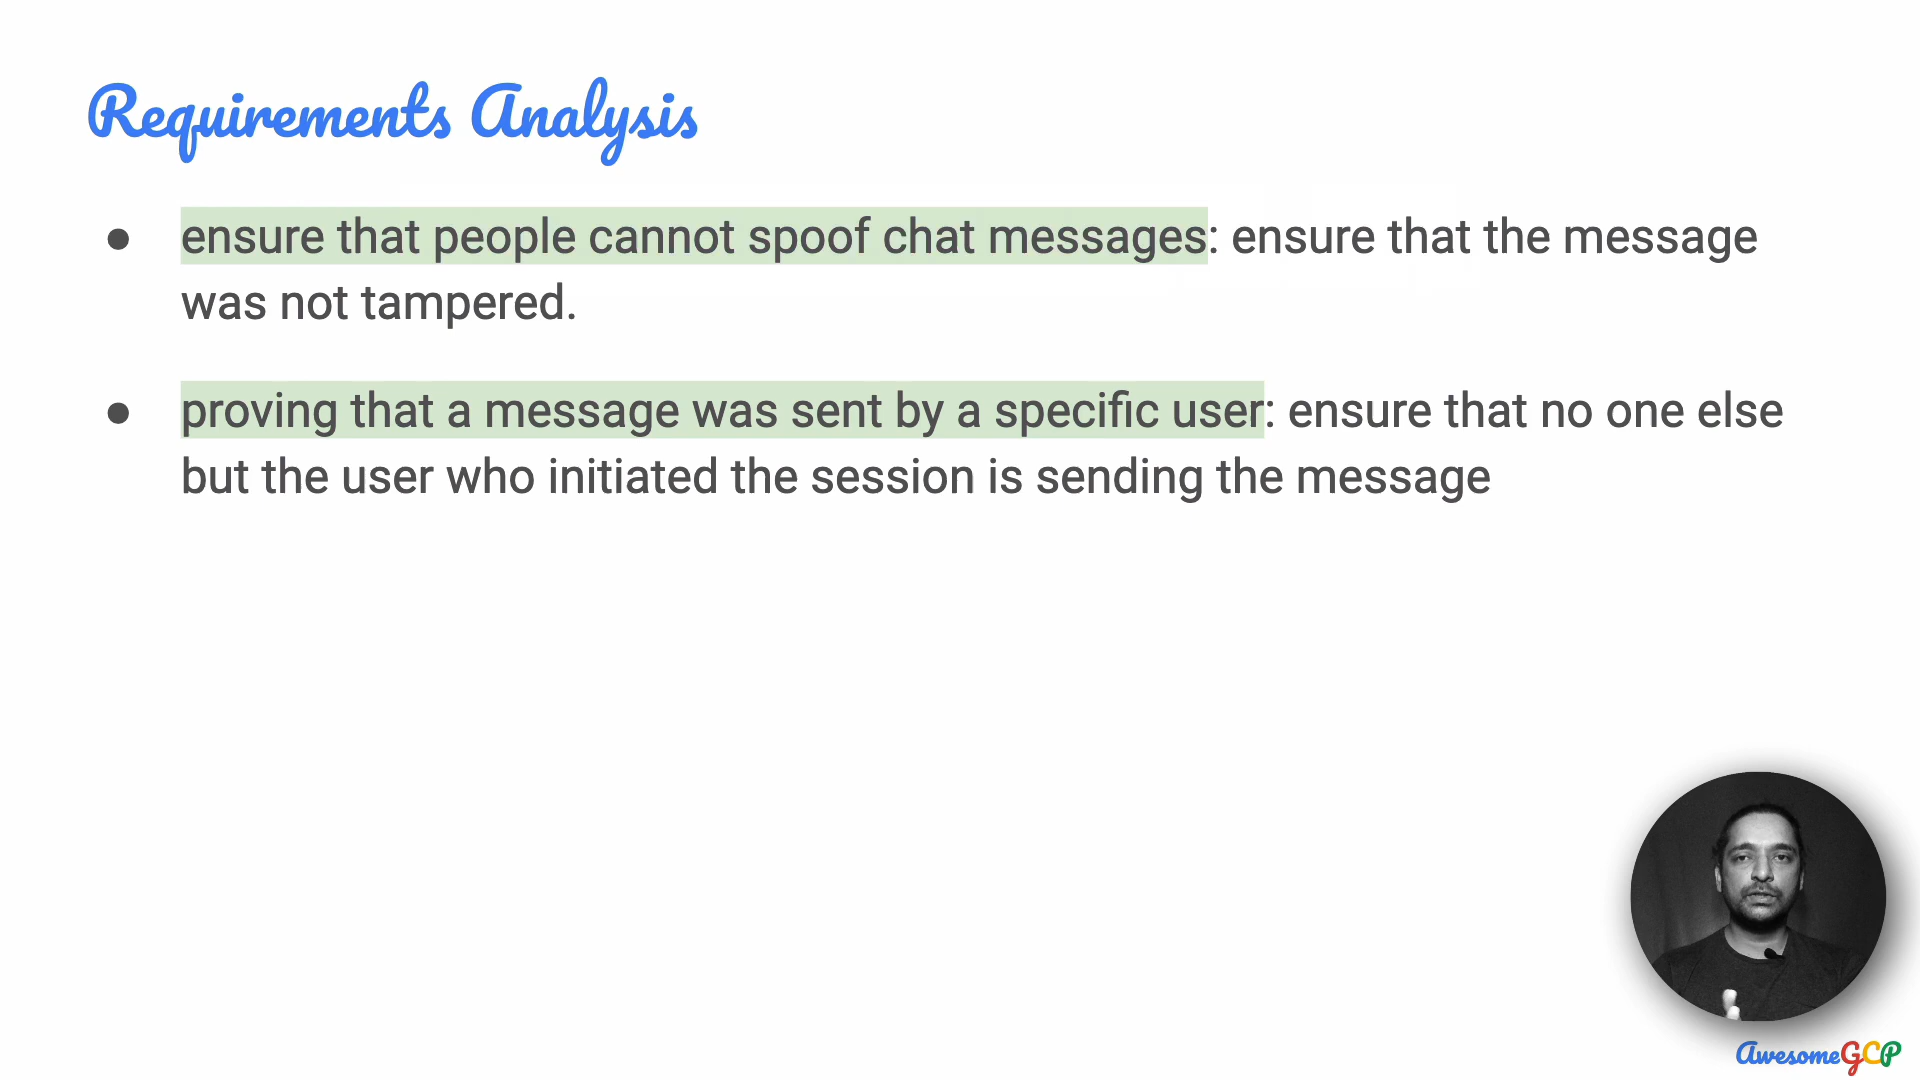 Requirements Analysis
● ensure that people cannot spoof chat messages: ensure that the message
was not tampered.
● proving that a message was sent by a specific user: ensure that no one else
but the user who initiated the session is sending the message
AwesomeGCP